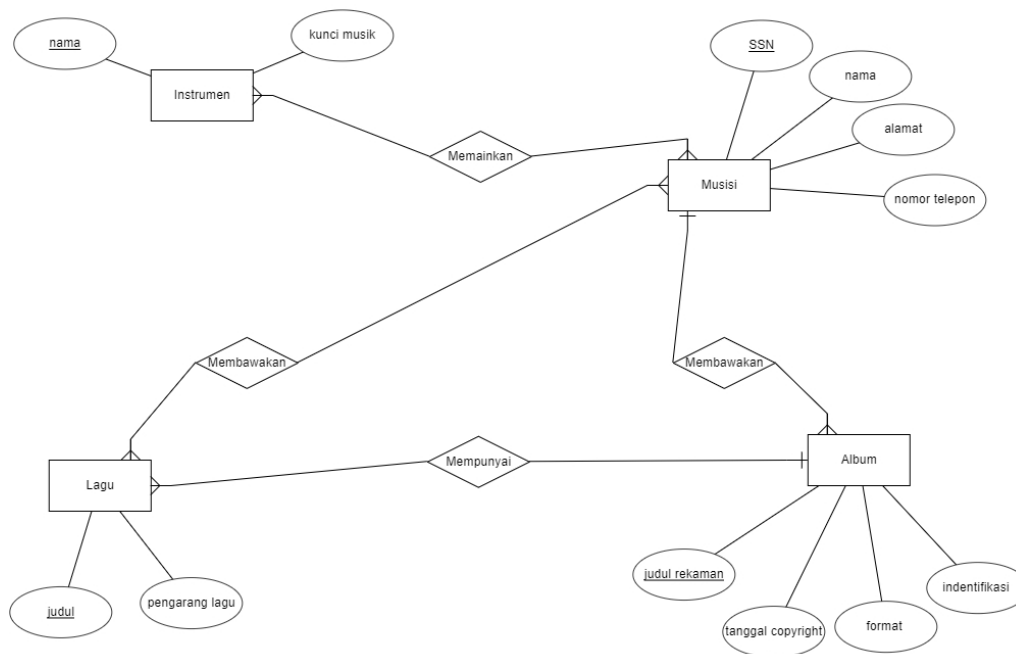 nama
kunci musik
Instrumen
SSN
nama
alamat
nomor telepon
Musisi
Memainkan
Membawakan
Membawakan
Mempunyai
Lagu
judul
pengarang lagu
Album
judul rekaman
tanggal copyright
format
indentifikasi